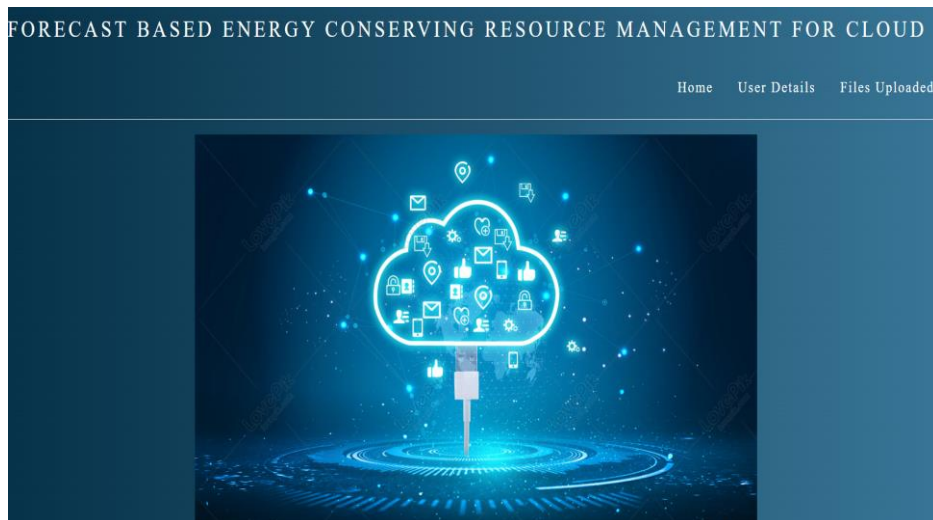 FORECAST BASED ENERGY CONSERVING RESOURCE MANAGEMENT FOR CLOUD
Home User Details Files Uploaded